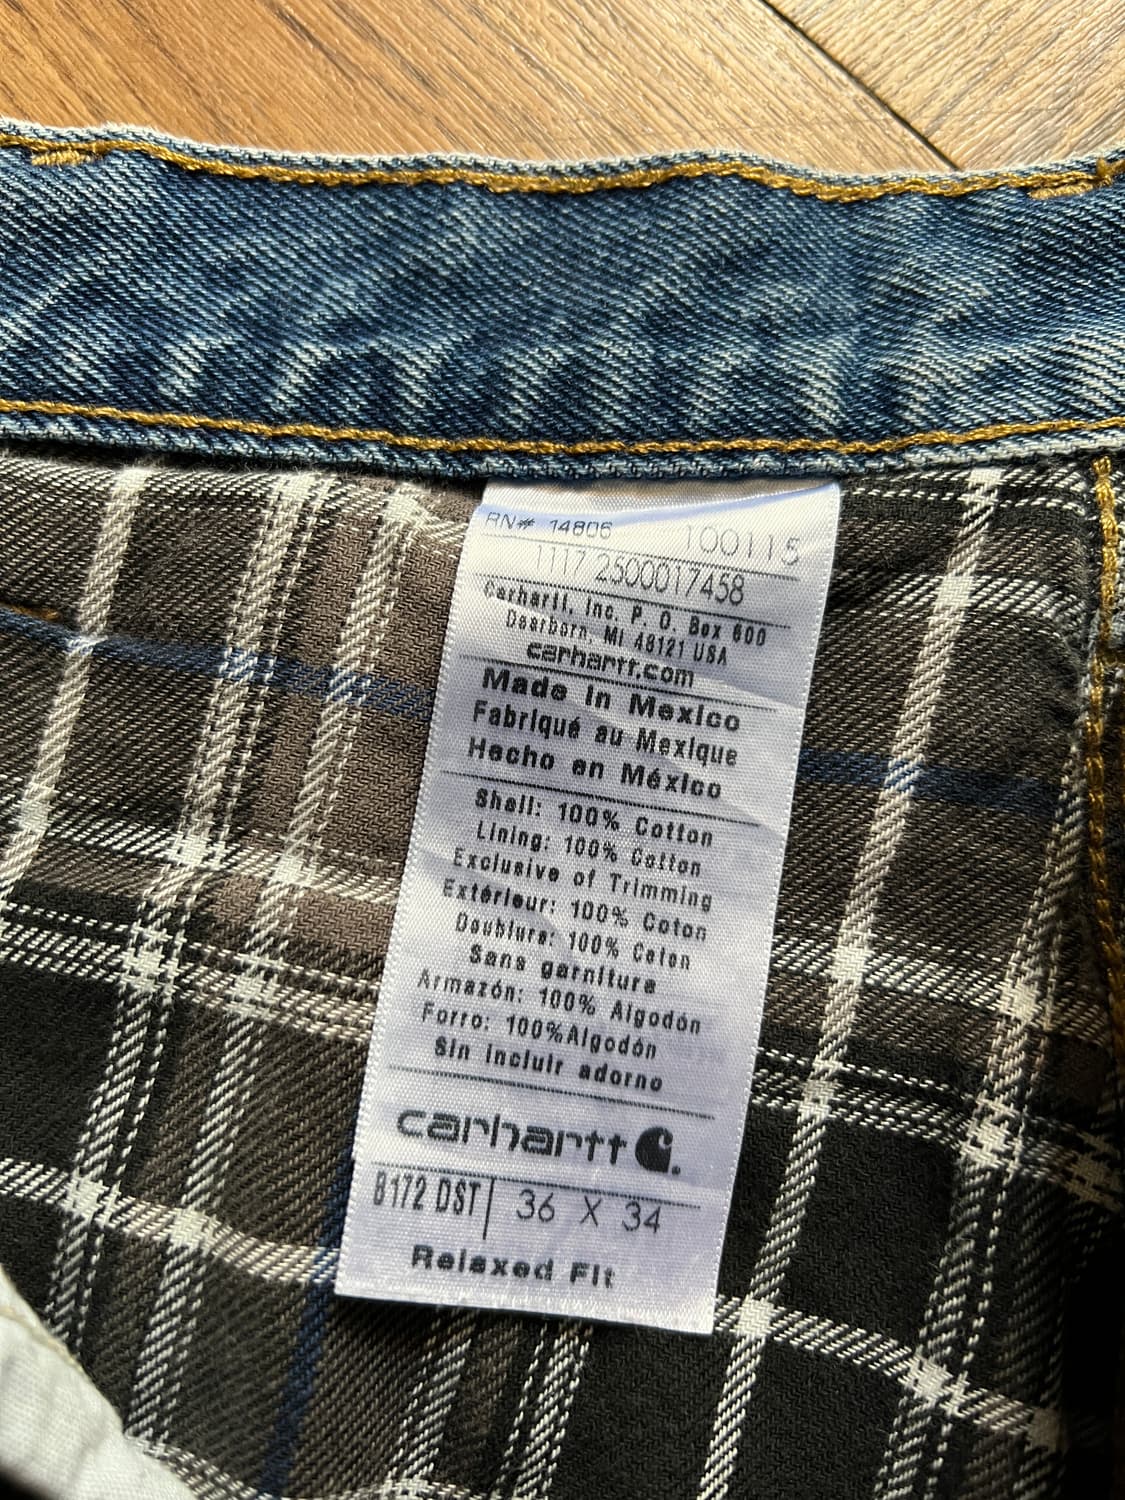 RN# 14806 100115
1117 2500017458
Carhartt, Inc. P. O. Box 600
Dearborn, MI 48121 USA
carhartt.com
Made in Mexico
Fabriqué au Mexique
Hecho en México
Shell: 100% Cotton
Lining: 100% Cotton
Exclusive of Trimming
Extérieur: 100% Coton
Doublure: 100% Coton
Sans garniture
Armazón: 100% Algodón
Forro: 100%Algodón
Sin incluir adorno
carhartt
B172 DST 36 X 34
Relaxed Fit